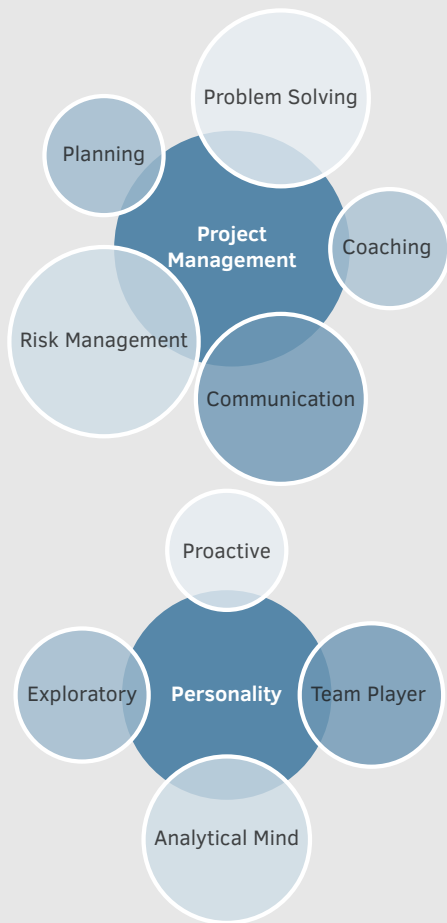 Problem Solving
Planning
Project
Management
Coaching
Risk Management
Communication
Proactive
Exploratory
Personality
Team Player
Analytical Mind